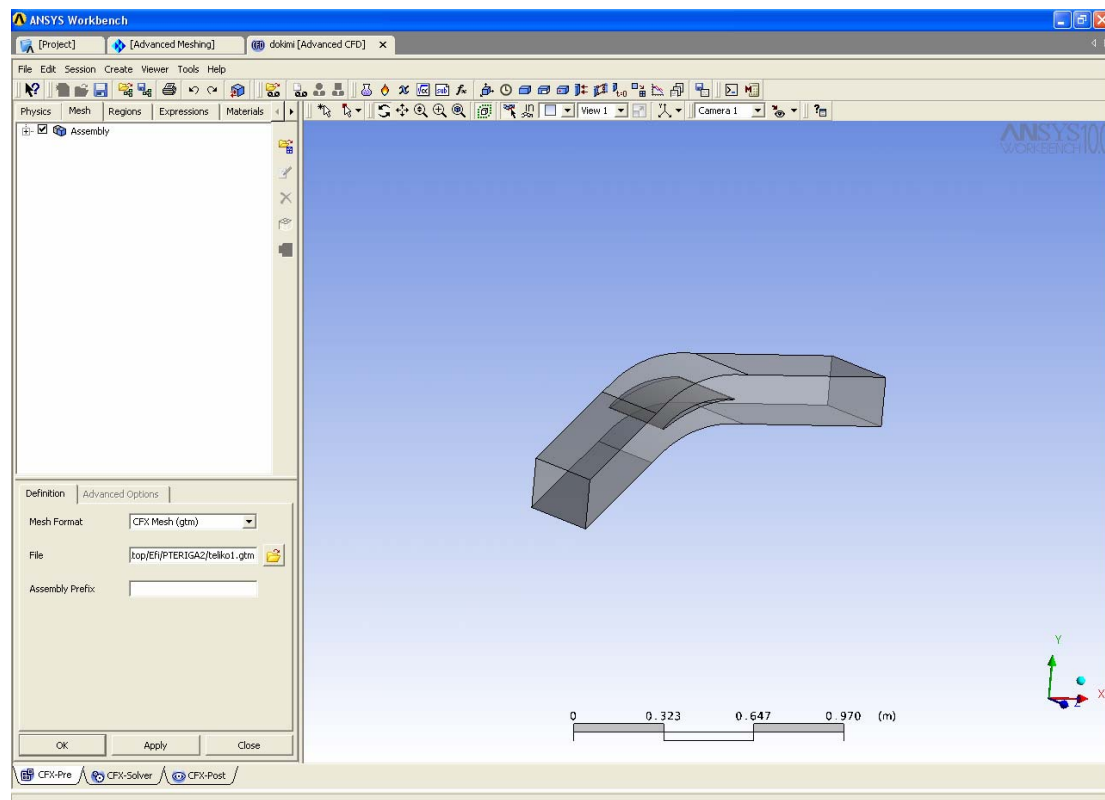 ANSYS Workbench
[Project] [Advanced Meshing] dokimi [Advanced CFD]
File Edit Session Create Viewer Tools Help
Physics Mesh Regions Expressions Materials View 1 Camera 1
Assembly
ANSYS 10.0
WORKBENCH
Definition Advanced Options
Mesh Format CFX Mesh (gtm)
File top/Efi/PTERIGA2/teliko1.gtm
Assembly Prefix
Y
X
Z
0 0.323 0.647 0.970 (m)
OK Apply Close
CFX-Pre CFX-Solver CFX-Post